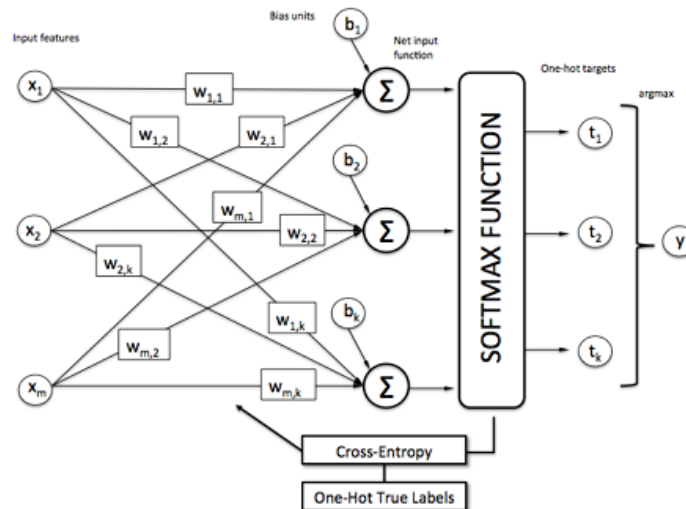 Input features
Bias units
Net input
function
One-hot targets
argmax
b1
x1
w1,1
Σ
w1,2
w2,1
t1
b2
wm,1
x2
w2,2
Σ
SOFTMAX FUNCTION
t2
y
w2,k
bk
w1,k
wm,2
tk
xm
wm,k
Σ
Cross-Entropy
One-Hot True Labels